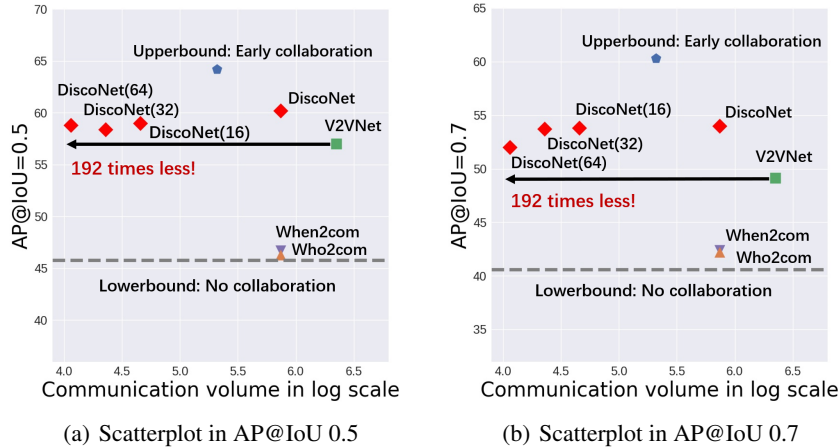 70
65
60
55
50
45
40
AP@IoU=0.5
Upperbound: Early collaboration
DiscoNet(64)
DiscoNet(32)
DiscoNet(16)
DiscoNet
V2VNet
192 times less!
When2com
Who2com
Lowerbound: No collaboration
4.0 4.5 5.0 5.5 6.0 6.5
Communication volume in log scale
(a) Scatterplot in AP@IoU 0.5
65
60
55
50
45
40
35
AP@IoU=0.7
Upperbound: Early collaboration
DiscoNet(16)
DiscoNet
DiscoNet(32)
DiscoNet(64)
V2VNet
192 times less!
When2com
Who2com
Lowerbound: No collaboration
4.0 4.5 5.0 5.5 6.0 6.5
Communication volume in log scale
(b) Scatterplot in AP@IoU 0.7